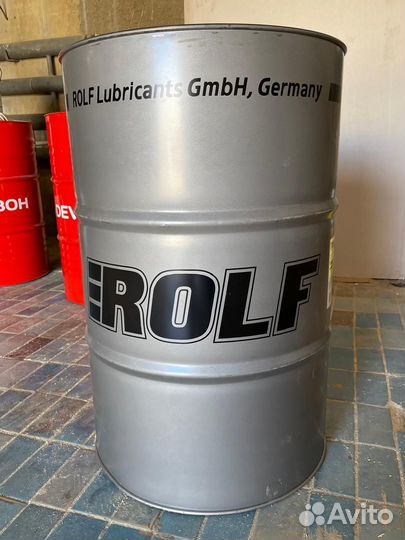 ROLF Lubricants GmbH, Germany
ВОН
DEV
ROLF
Avito